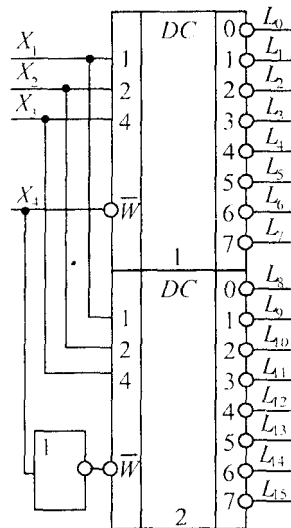 DC
0 L₀
X₁ 1 1 L₁
X₂ 2 2 L₂
X₃ 4 3 L₃
4 L₄
5 L₅
X₄ W̅ 6 L₆
7 L₇
1
DC
0 L₈
1 1 L₉
2 2 L₁₀
4 3 L₁₁
4 L₁₂
1 5 L₁₃
W̅ 6 L₁₄
7 L₁₅
2